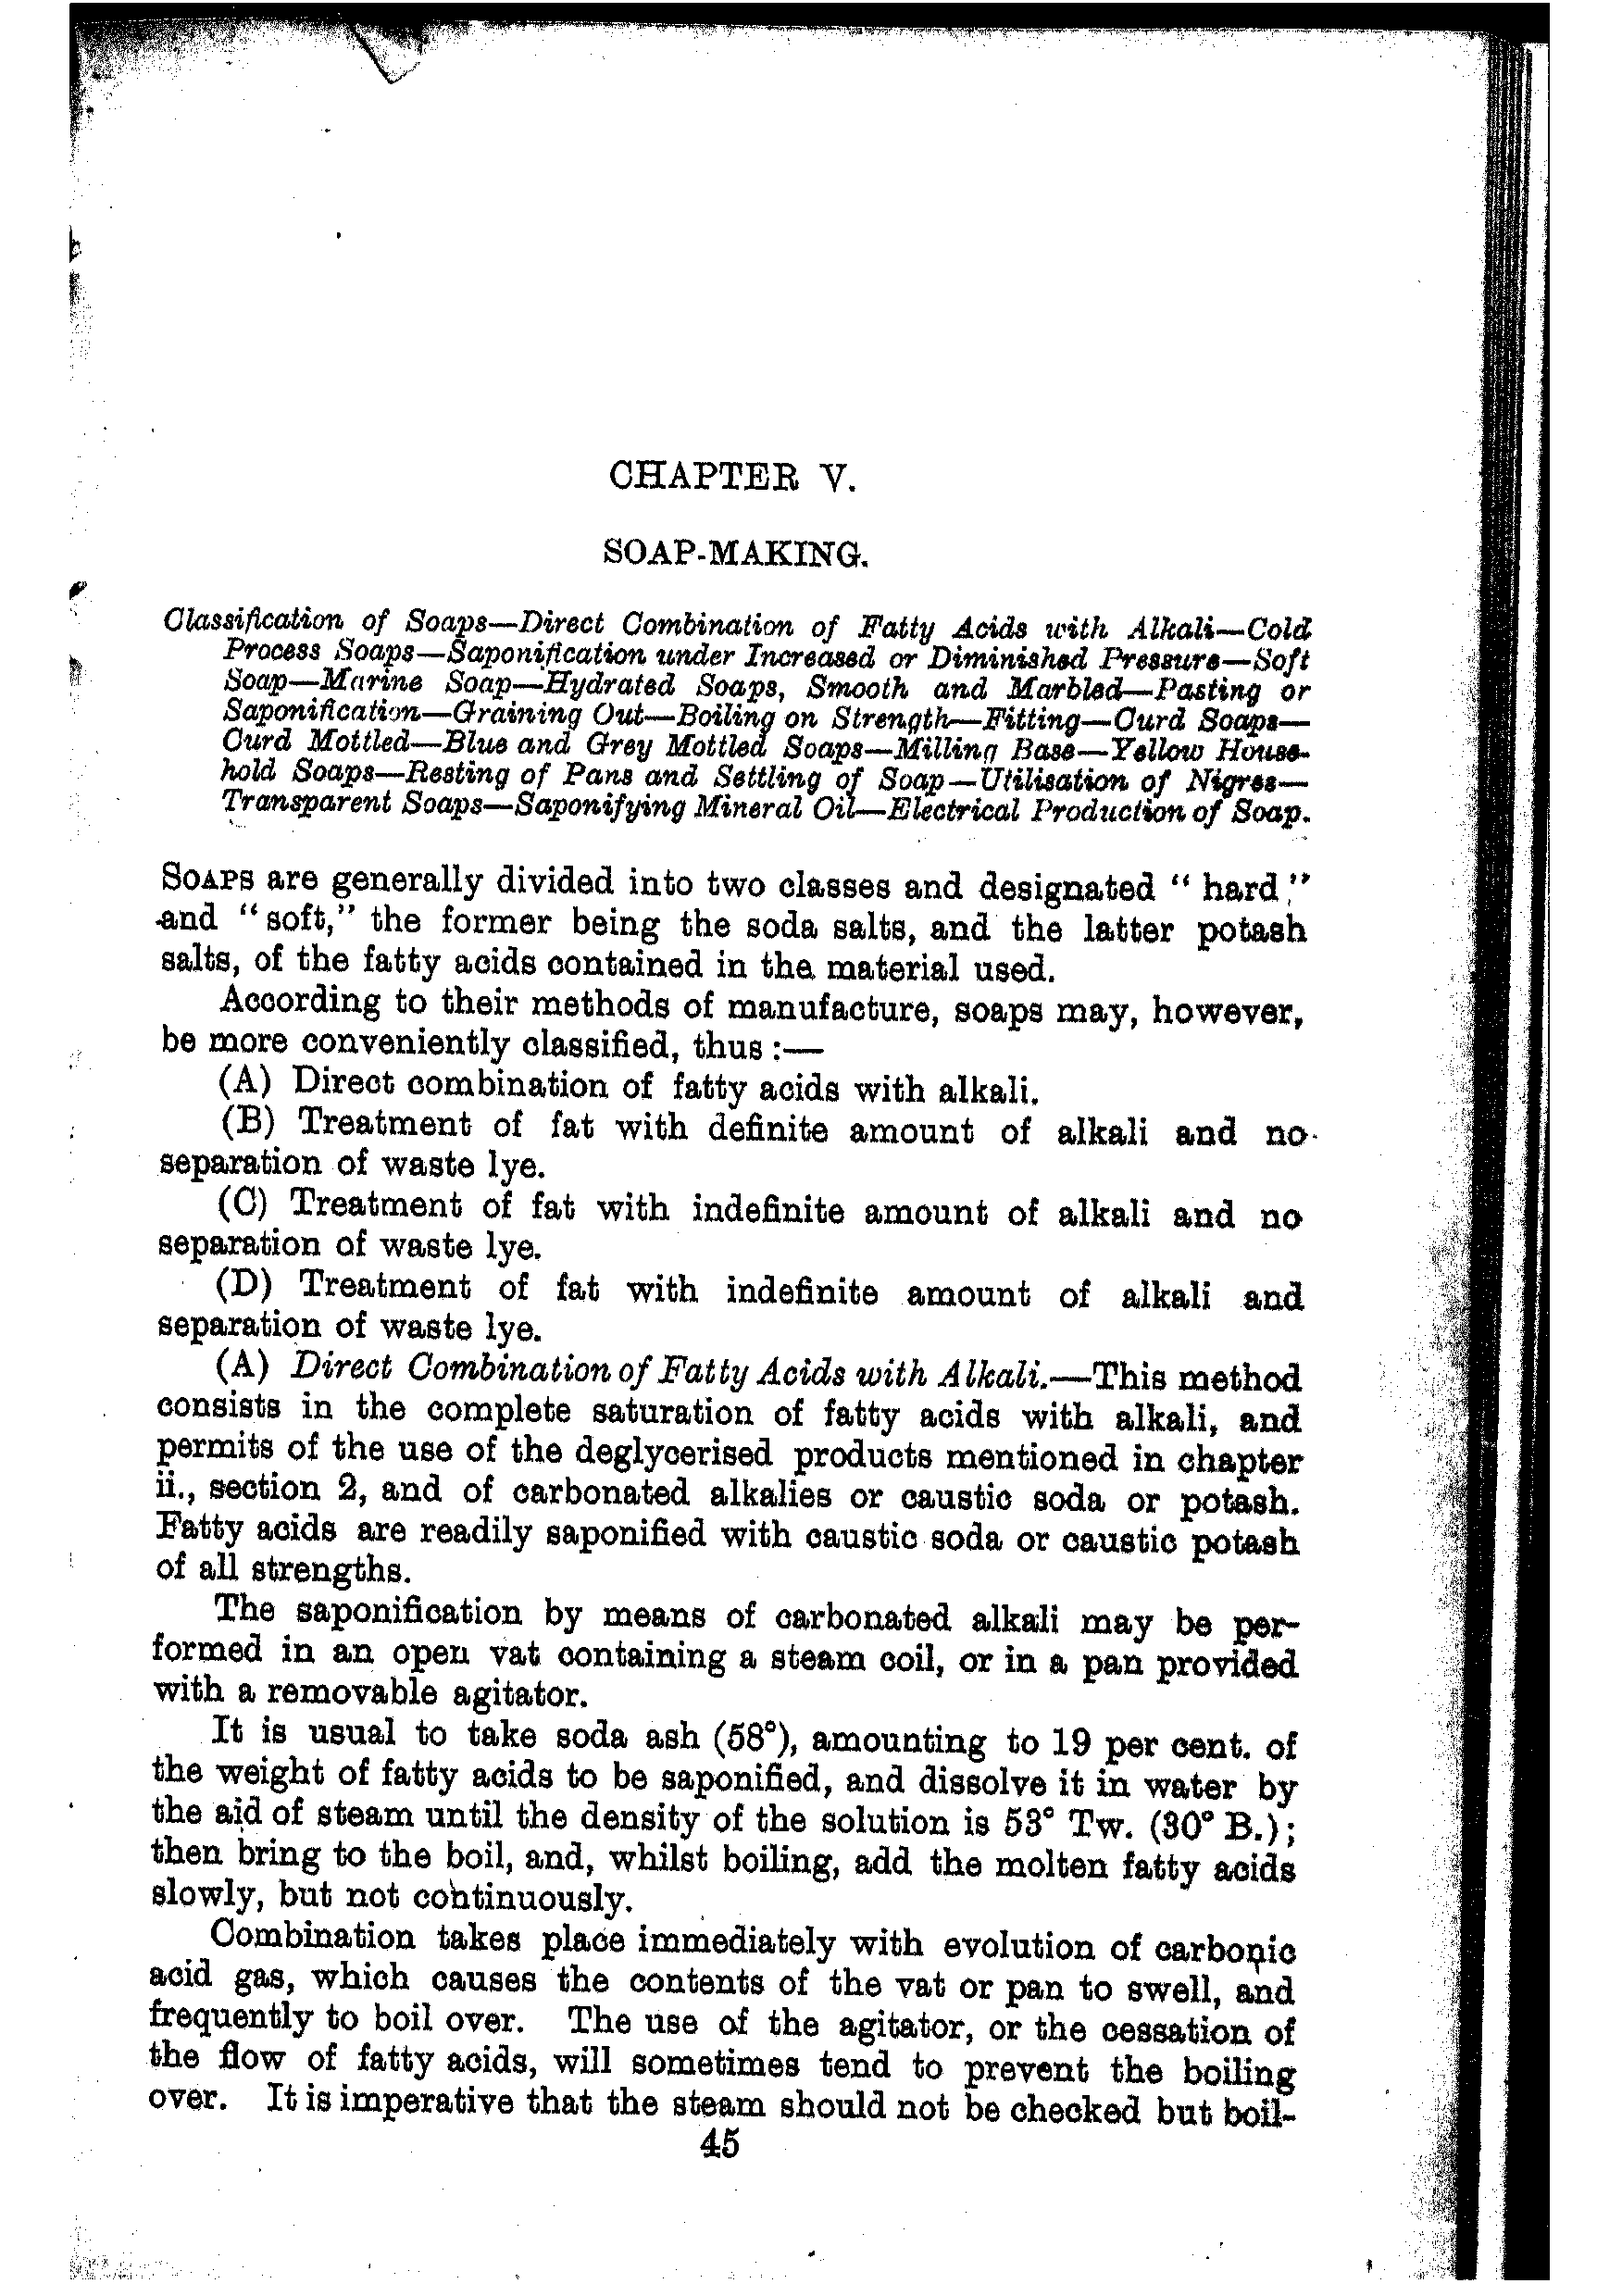 CHAPTER V.
SOAP-MAKING.
Classification of Soaps—Direct Combination of Fatty Acids with Alkali—Cold
Process Soaps—Saponification under Increased or Diminished Pressure—Soft
Soap—Marine Soap—Hydrated Soaps, Smooth and Marbled—Pasting or
Saponification—Graining Out—Boiling on Strength—Fitting—Curd Soaps—
Curd Mottled—Blue and Grey Mottled Soaps—Milling Base—Yellow House-
hold Soaps—Resting of Pans and Settling of Soap—Utilisation of Nigres—
Transparent Soaps—Saponifying Mineral Oil—Electrical Production of Soap.
SOAPS are generally divided into two classes and designated "hard"
and "soft," the former being the soda salts, and the latter potash
salts, of the fatty acids contained in the material used.
According to their methods of manufacture, soaps may, however,
be more conveniently classified, thus :—
(A) Direct combination of fatty acids with alkali.
(B) Treatment of fat with definite amount of alkali and no
separation of waste lye.
(C) Treatment of fat with indefinite amount of alkali and no
separation of waste lye.
(D) Treatment of fat with indefinite amount of alkali and
separation of waste lye.
(A) Direct Combination of Fatty Acids with Alkali.—This method
consists in the complete saturation of fatty acids with alkali, and
permits of the use of the deglycerised products mentioned in chapter
ii., section 2, and of carbonated alkalies or caustic soda or potash.
Fatty acids are readily saponified with caustic soda or caustic potash
of all strengths.
The saponification by means of carbonated alkali may be per-
formed in an open vat containing a steam coil, or in a pan provided
with a removable agitator.
It is usual to take soda ash (58°), amounting to 19 per cent. of
the weight of fatty acids to be saponified, and dissolve it in water by
the aid of steam until the density of the solution is 53° Tw. (30° B.);
then bring to the boil, and, whilst boiling, add the molten fatty acids
slowly, but not continuously.
Combination takes place immediately with evolution of carbonic
acid gas, which causes the contents of the vat or pan to swell, and
frequently to boil over. The use of the agitator, or the cessation of
the flow of fatty acids, will sometimes tend to prevent the boiling
over. It is imperative that the steam should not be checked but boil-
45